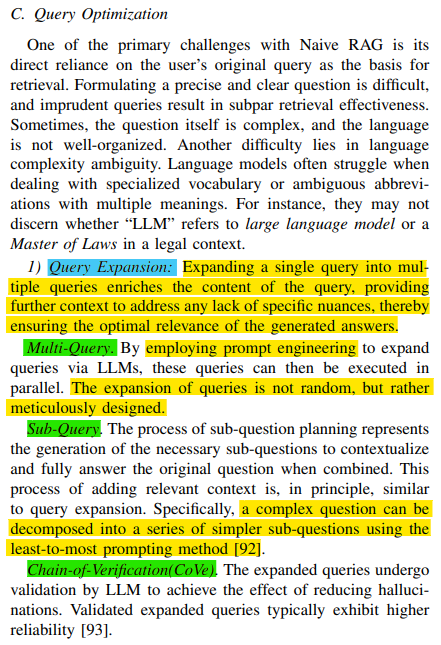 C. Query Optimization
One of the primary challenges with Naive RAG is its
direct reliance on the user's original query as the basis for
retrieval. Formulating a precise and clear question is difficult,
and imprudent queries result in subpar retrieval effectiveness.
Sometimes, the question itself is complex, and the language
is not well-organized. Another difficulty lies in language
complexity ambiguity. Language models often struggle when
dealing with specialized vocabulary or ambiguous abbrevi-
ations with multiple meanings. For instance, they may not
discern whether “LLM” refers to large language model or a
Master of Laws in a legal context.
1) Query Expansion: Expanding a single query into mul-
tiple queries enriches the content of the query, providing
further context to address any lack of specific nuances, thereby
ensuring the optimal relevance of the generated answers.
Multi-Query. By employing prompt engineering to expand
queries via LLMs, these queries can then be executed in
parallel. The expansion of queries is not random, but rather
meticulously designed.
Sub-Query. The process of sub-question planning represents
the generation of the necessary sub-questions to contextualize
and fully answer the original question when combined. This
process of adding relevant context is, in principle, similar
to query expansion. Specifically, a complex question can be
decomposed into a series of simpler sub-questions using the
least-to-most prompting method [92].
Chain-of-Verification(CoVe). The expanded queries undergo
validation by LLM to achieve the effect of reducing halluci-
nations. Validated expanded queries typically exhibit higher
reliability [93].